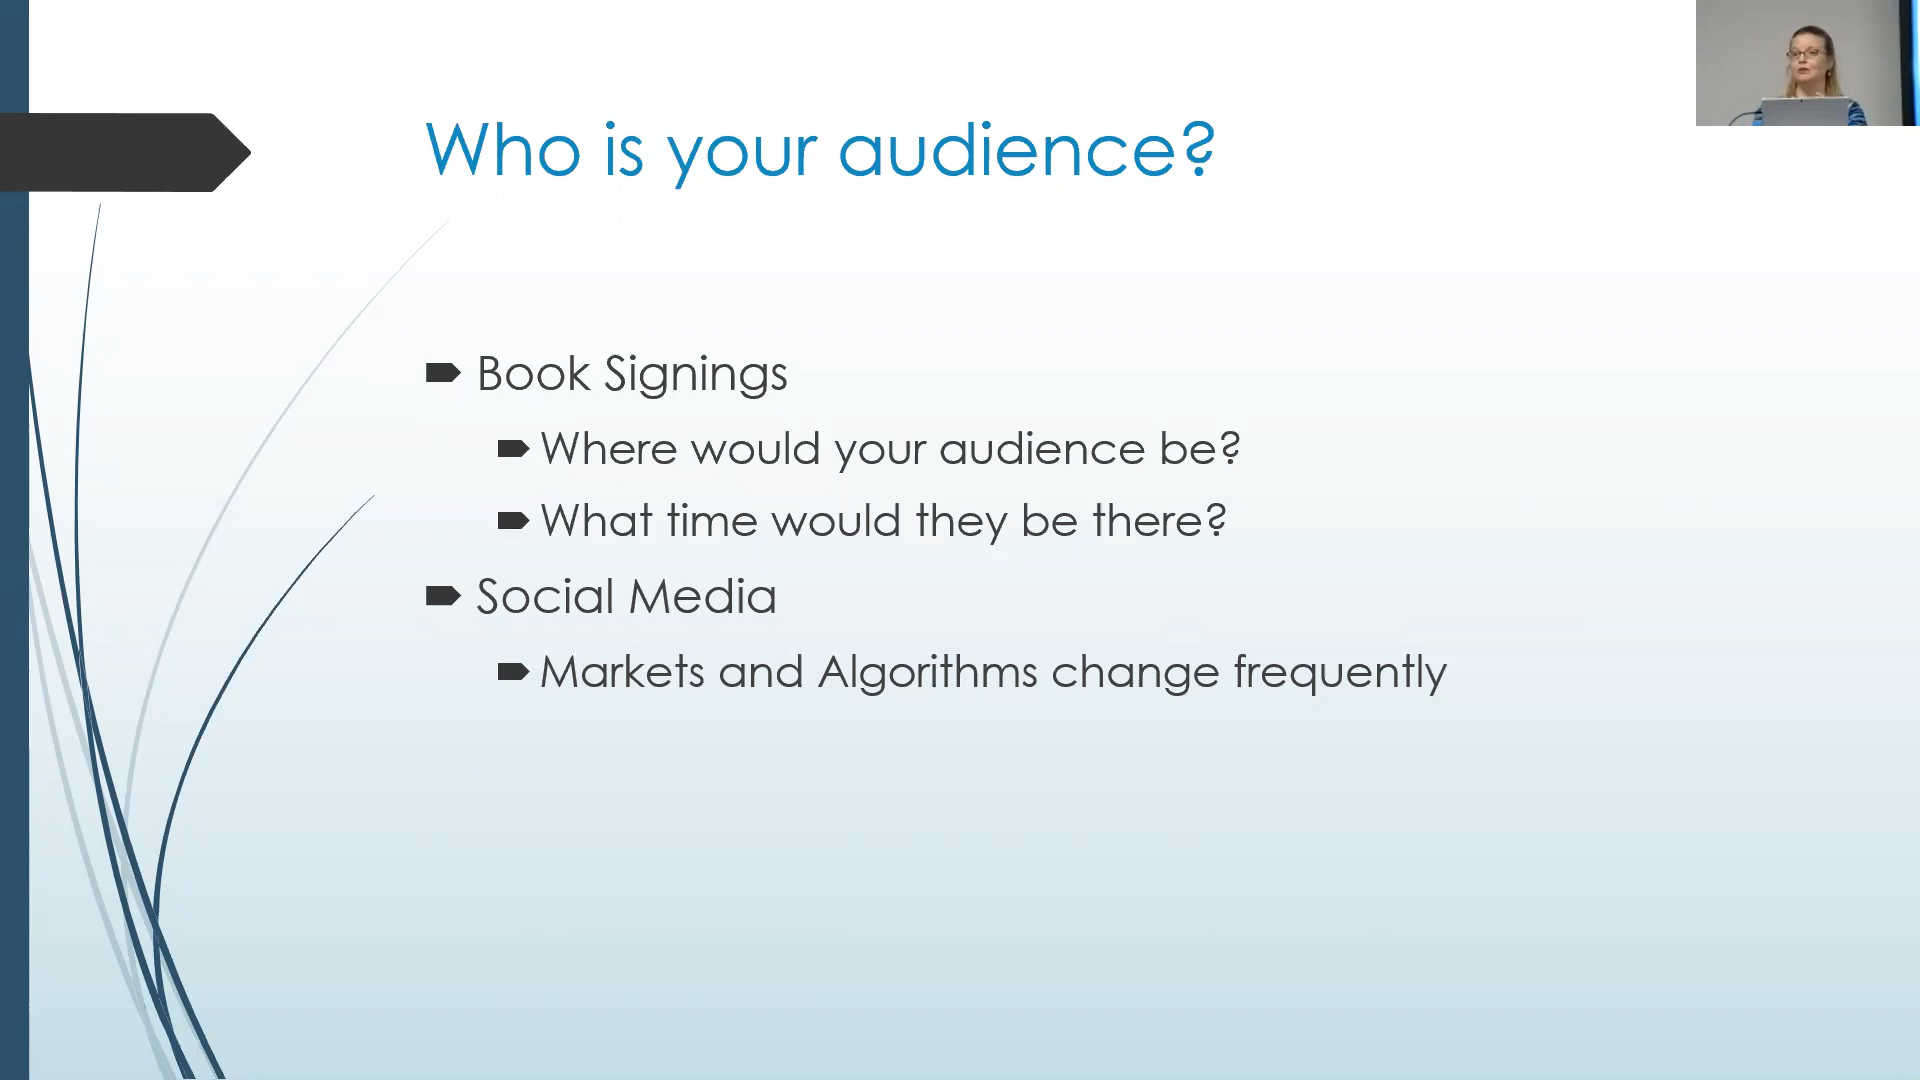 Who is your audience?
Book Signings
Where would your audience be?
What time would they be there?
Social Media
Markets and Algorithms change frequently